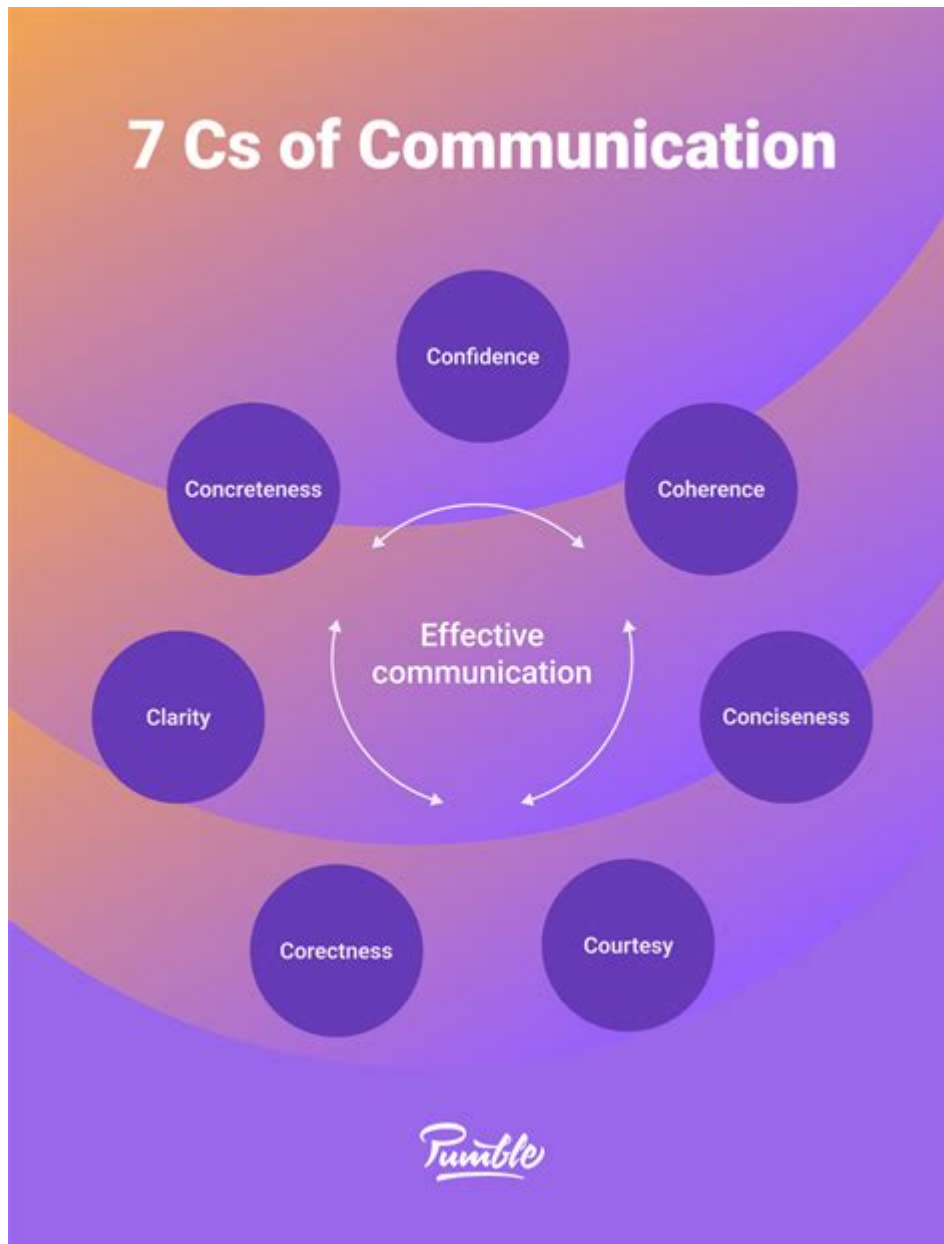 7 Cs of Communication
Confidence
Concreteness
Coherence
Effective
communication
Clarity
Conciseness
Corectness
Courtesy
Pumble